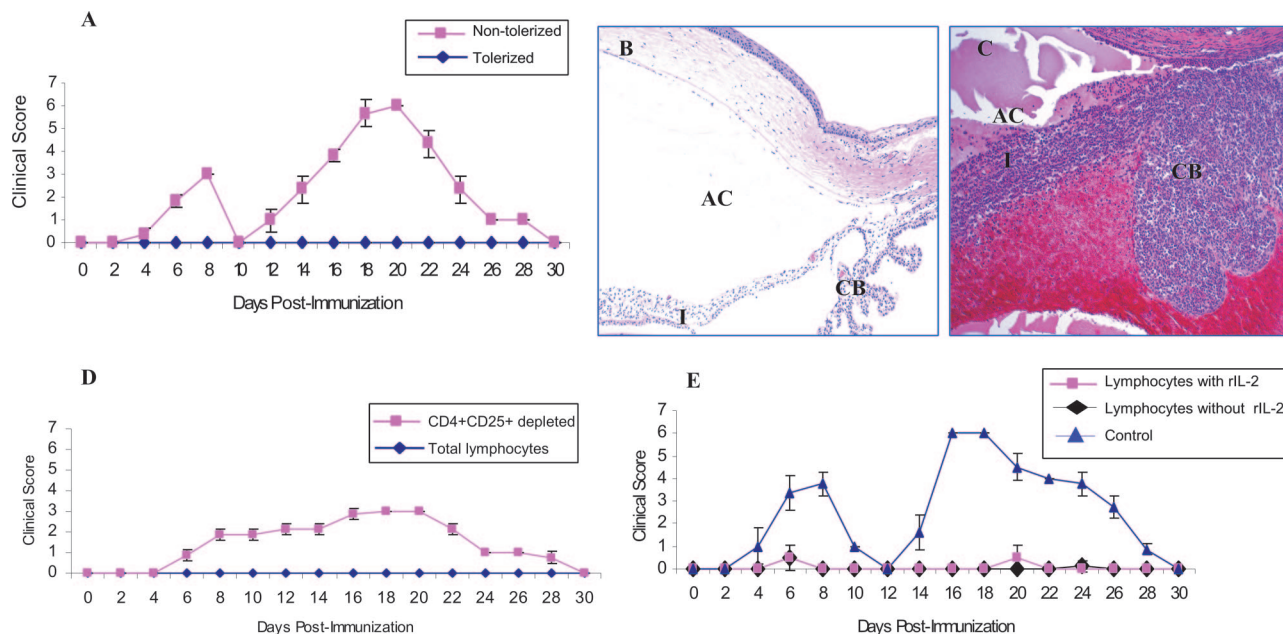 A
Non-tolerized
Tolerized
7
6
5
4
3
2
1
0
Clinical Score
0 2 4 6 8 10 12 14 16 18 20 22 24 26 28 30
Days Post-Immunization
B
AC
CB
I
C
AC
I
CB
D
CD4+CD25+ depleted
Total lymphocytes
7
6
5
4
3
2
1
0
Clinical Score
0 2 4 6 8 10 12 14 16 18 20 22 24 26 28 30
Days Post-Immunization
E
Lymphocytes with rIL-2
Lymphocytes without rIL-2
Control
7
6
5
4
3
2
1
0
Clinical Score
0 2 4 6 8 10 12 14 16 18 20 22 24 26 28 30
Days Post-Immunization